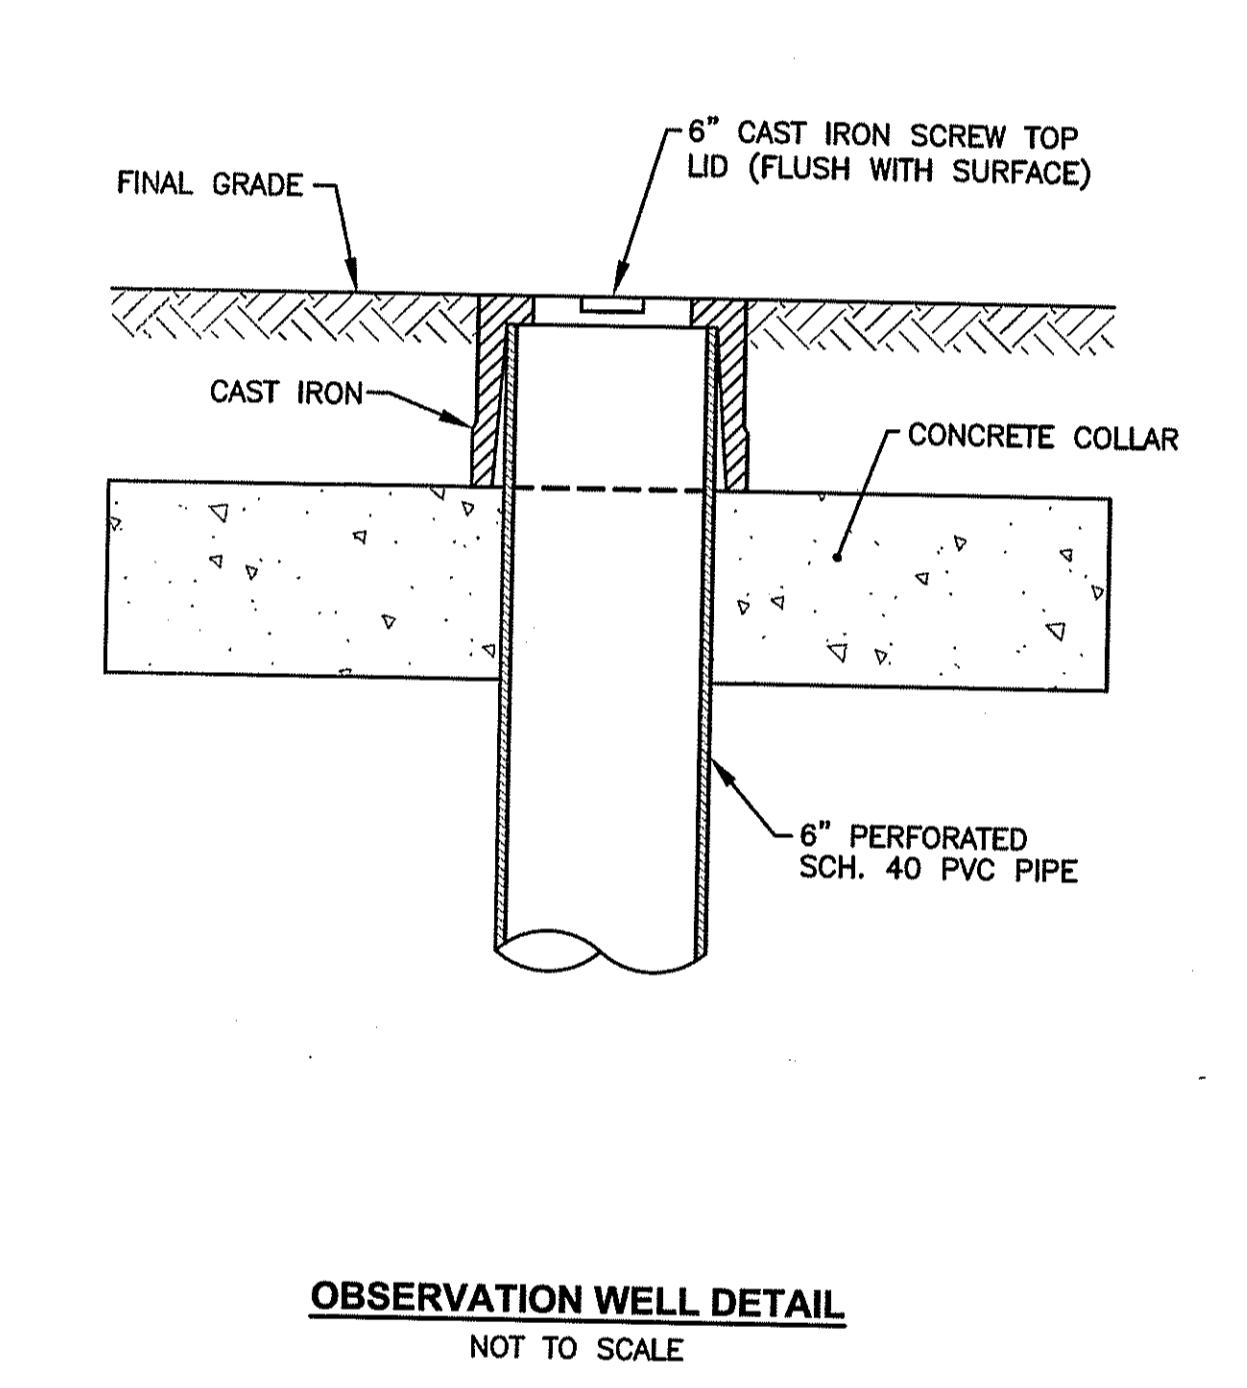 6” CAST IRON SCREW TOP
LID (FLUSH WITH SURFACE)
FINAL GRADE
CAST IRON
CONCRETE COLLAR
6” PERFORATED
SCH. 40 PVC PIPE
OBSERVATION WELL DETAIL
NOT TO SCALE